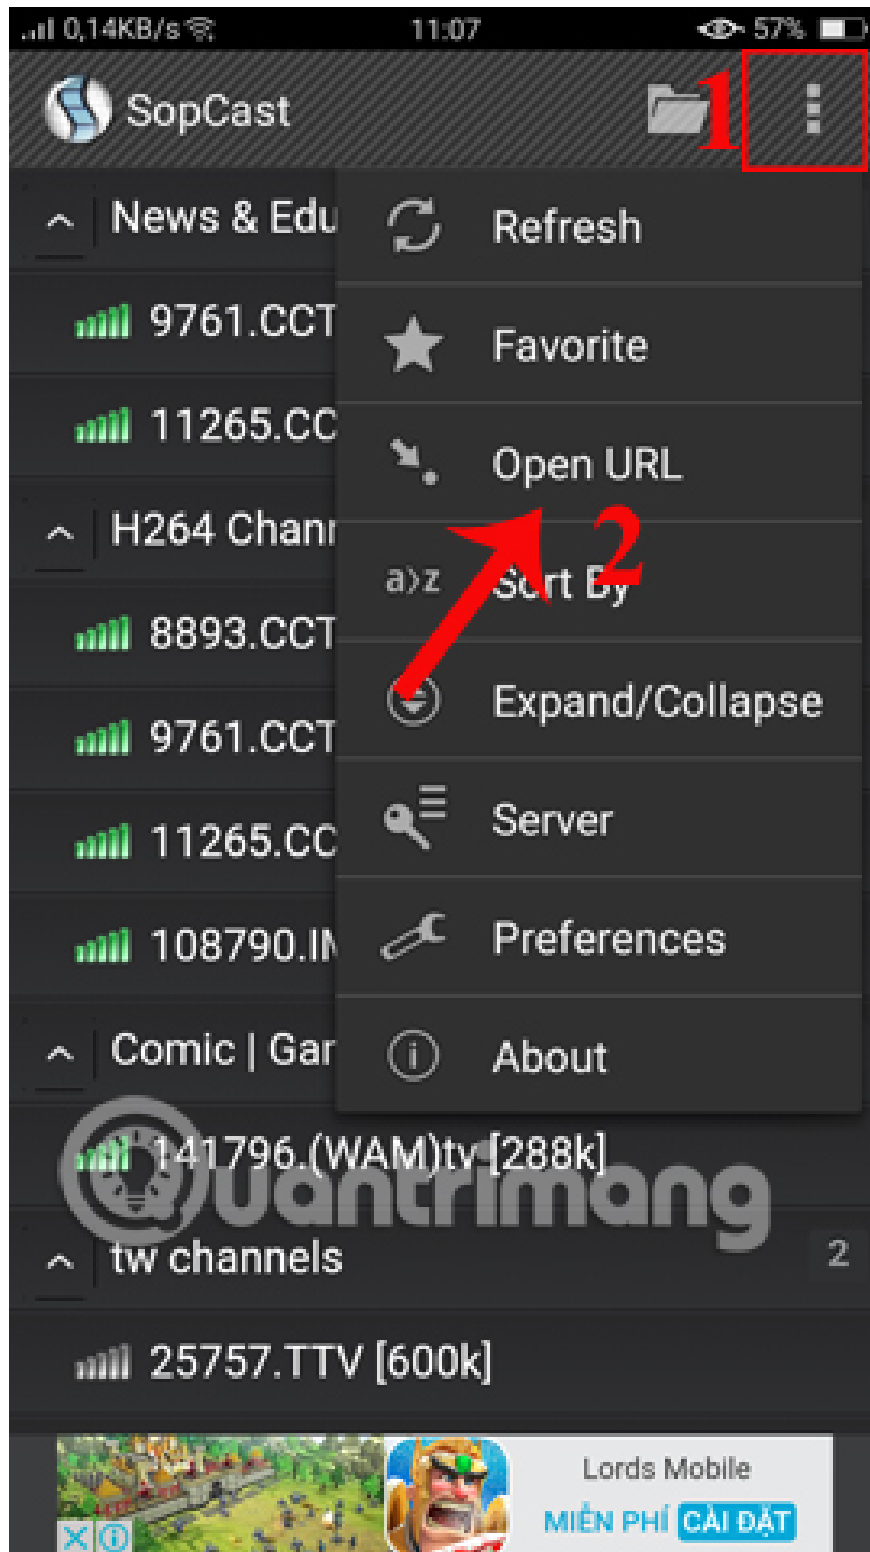 0,14KB/s 11:07 57%
SopCast 1
News & Edu
Refresh
9761.CCT
Favorite
11265.CC
Open URL
2
H264 Chanr
a>z Sort By
8893.CCT
Expand/Collapse
9761.CCT
Server
11265.CC
Preferences
108790.IM
Comic | Gar
About
141796.(WAM)tv [288k]
Quantrimang
tw channels 2
25757.TTV [600k]
Lords Mobile
MIỄN PHÍ CÀI ĐẶT